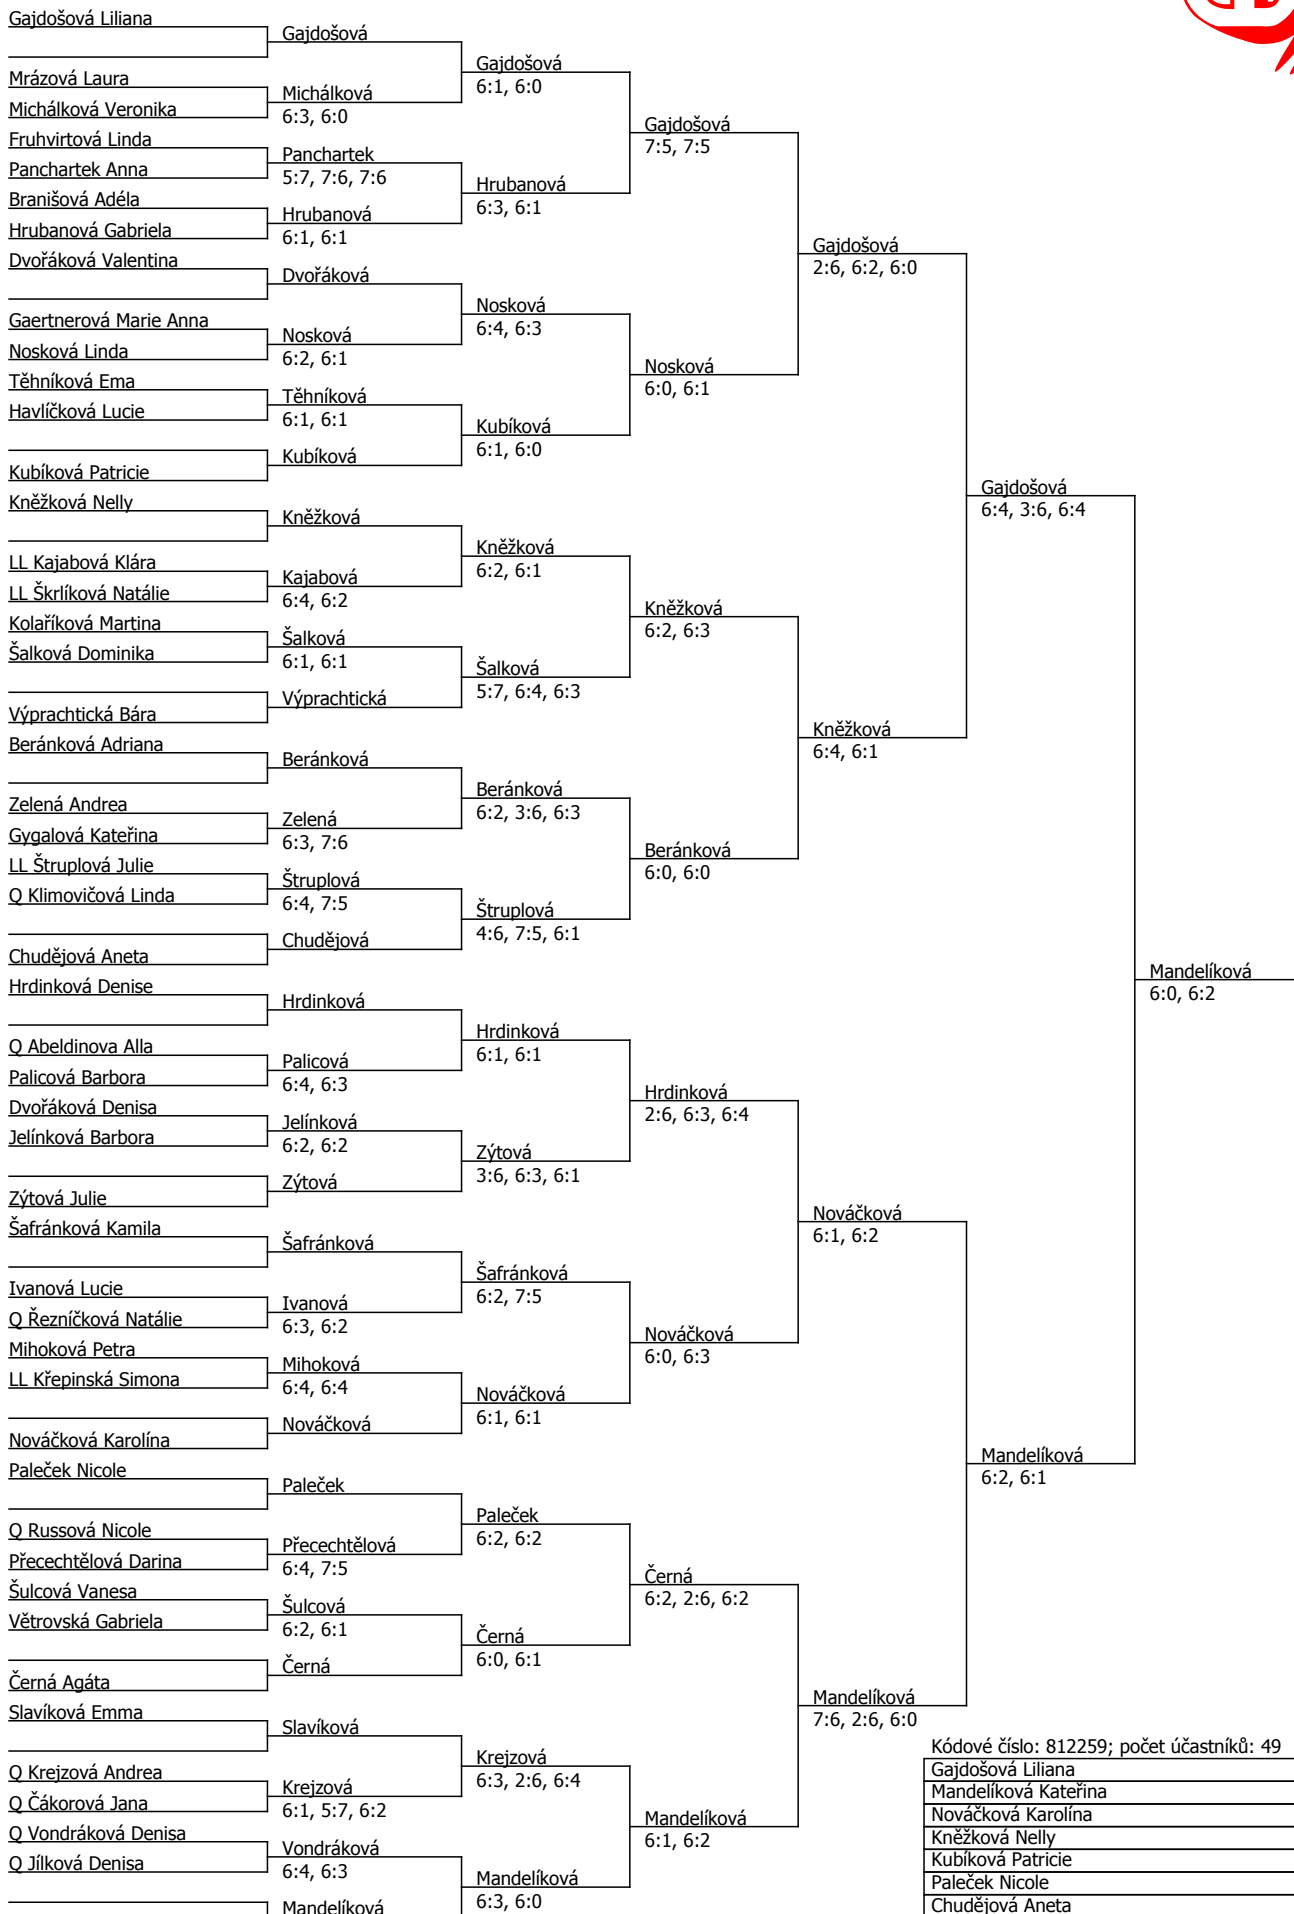 Gajdošová Liliana
Mrázová Laura
Michálková Veronika
Fruhvirtová Linda
Panchartek Anna
Branišová Adéla
Hrubanová Gabriela
Dvořáková Valentina
Gaertnerová Marie Anna
Nosková Linda
Těhníková Ema
Havlíčková Lucie
Kubíková Patricie
Kněžková Nelly
LL Kajabová Klára
LL Škrlíková Natálie
Kolaříková Martina
Šalková Dominika
Výprachtická Bára
Beránková Adriana
Zelená Andrea
Gygalová Kateřina
LL Štruplová Julie
Q Klimovičová Linda
Chudějová Aneta
Hrdinková Denise
Q Abeldinova Alla
Palicová Barbora
Dvořáková Denisa
Jelínková Barbora
Zýtová Julie
Šafránková Kamila
Ivanová Lucie
Q Řezníčková Natálie
Mihoková Petra
LL Křepinská Simona
Nováčková Karolína
Paleček Nicole
Q Russová Nicole
Přecechtělová Darina
Šulcová Vanesa
Větrovská Gabriela
Černá Agáta
Slavíková Emma
Q Krejzová Andrea
Q Čákorová Jana
Q Vondráková Denisa
Q Jílková Denisa
Gajdošová
Michálková
6:3, 6:0
Panchartek
5:7, 7:6, 7:6
Hrubanová
6:1, 6:1
Dvořáková
Nosková
6:2, 6:1
Těhníková
6:1, 6:1
Kubíková
Kněžková
Kajabová
6:4, 6:2
Šalková
6:1, 6:1
Výprachtická
Beránková
Zelená
6:3, 7:6
Štruplová
6:4, 7:5
Chudějová
Hrdinková
Palicová
6:4, 6:3
Jelínková
6:2, 6:2
Zýtová
Šafránková
Ivanová
6:3, 6:2
Mihoková
6:4, 6:4
Nováčková
Paleček
Přecechtělová
6:4, 7:5
Šulcová
6:2, 6:1
Černá
Slavíková
Krejzová
6:1, 5:7, 6:2
Vondráková
6:4, 6:3
Mandelíková
Gajdošová
6:1, 6:0
Hrubanová
6:3, 6:1
Nosková
6:4, 6:3
Kubíková
6:1, 6:0
Kněžková
6:2, 6:1
Šalková
5:7, 6:4, 6:3
Beránková
6:2, 3:6, 6:3
Štruplová
4:6, 7:5, 6:1
Hrdinková
6:1, 6:1
Zýtová
3:6, 6:3, 6:1
Šafránková
6:2, 7:5
Nováčková
6:1, 6:1
Paleček
6:2, 6:2
Černá
6:0, 6:1
Krejzová
6:3, 2:6, 6:4
Mandelíková
6:3, 6:0
Gajdošová
7:5, 7:5
Nosková
6:0, 6:1
Kněžková
6:2, 6:3
Beránková
6:0, 6:0
Hrdinková
2:6, 6:3, 6:4
Nováčková
6:0, 6:3
Černá
6:2, 2:6, 6:2
Mandelíková
6:1, 6:2
Gajdošová
2:6, 6:2, 6:0
Kněžková
6:4, 6:1
Nováčková
6:1, 6:2
Mandelíková
7:6, 2:6, 6:0
Gajdošová
6:4, 3:6, 6:4
Mandelíková
6:2, 6:1
Mandelíková
6:0, 6:2
Kódové číslo: 812259; počet účastníků: 49
Gajdošová Liliana
Mandelíková Kateřina
Nováčková Karolína
Kněžková Nelly
Kubíková Patricie
Paleček Nicole
Chudějová Aneta